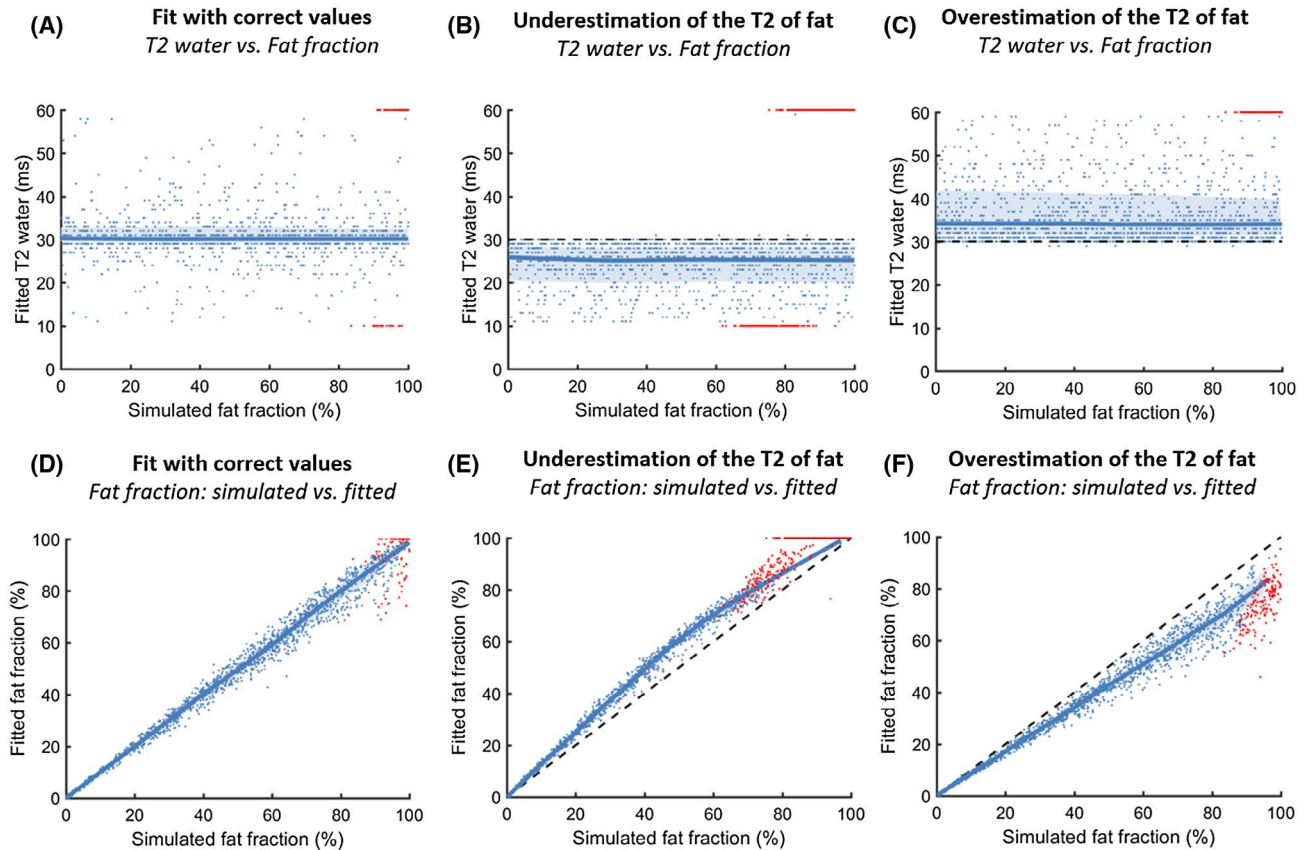 (A)
Fit with correct values
T2 water vs. Fat fraction
Fitted T2 water (ms)
60
50
40
30
20
10
0
0 20 40 60 80 100
Simulated fat fraction (%)
(B)
Underestimation of the T2 of fat
T2 water vs. Fat fraction
Fitted T2 water (ms)
60
50
40
30
20
10
0
0 20 40 60 80 100
Simulated fat fraction (%)
(C)
Overestimation of the T2 of fat
T2 water vs. Fat fraction
Fitted T2 water (ms)
60
50
40
30
20
10
0
0 20 40 60 80 100
Simulated fat fraction (%)
(D)
Fit with correct values
Fat fraction: simulated vs. fitted
Fitted fat fraction (%)
100
80
60
40
20
0
0 20 40 60 80 100
Simulated fat fraction (%)
(E)
Underestimation of the T2 of fat
Fat fraction: simulated vs. fitted
Fitted fat fraction (%)
100
80
60
40
20
0
0 20 40 60 80 100
Simulated fat fraction (%)
(F)
Overestimation of the T2 of fat
Fat fraction: simulated vs. fitted
Fitted fat fraction (%)
100
80
60
40
20
0
0 20 40 60 80 100
Simulated fat fraction (%)